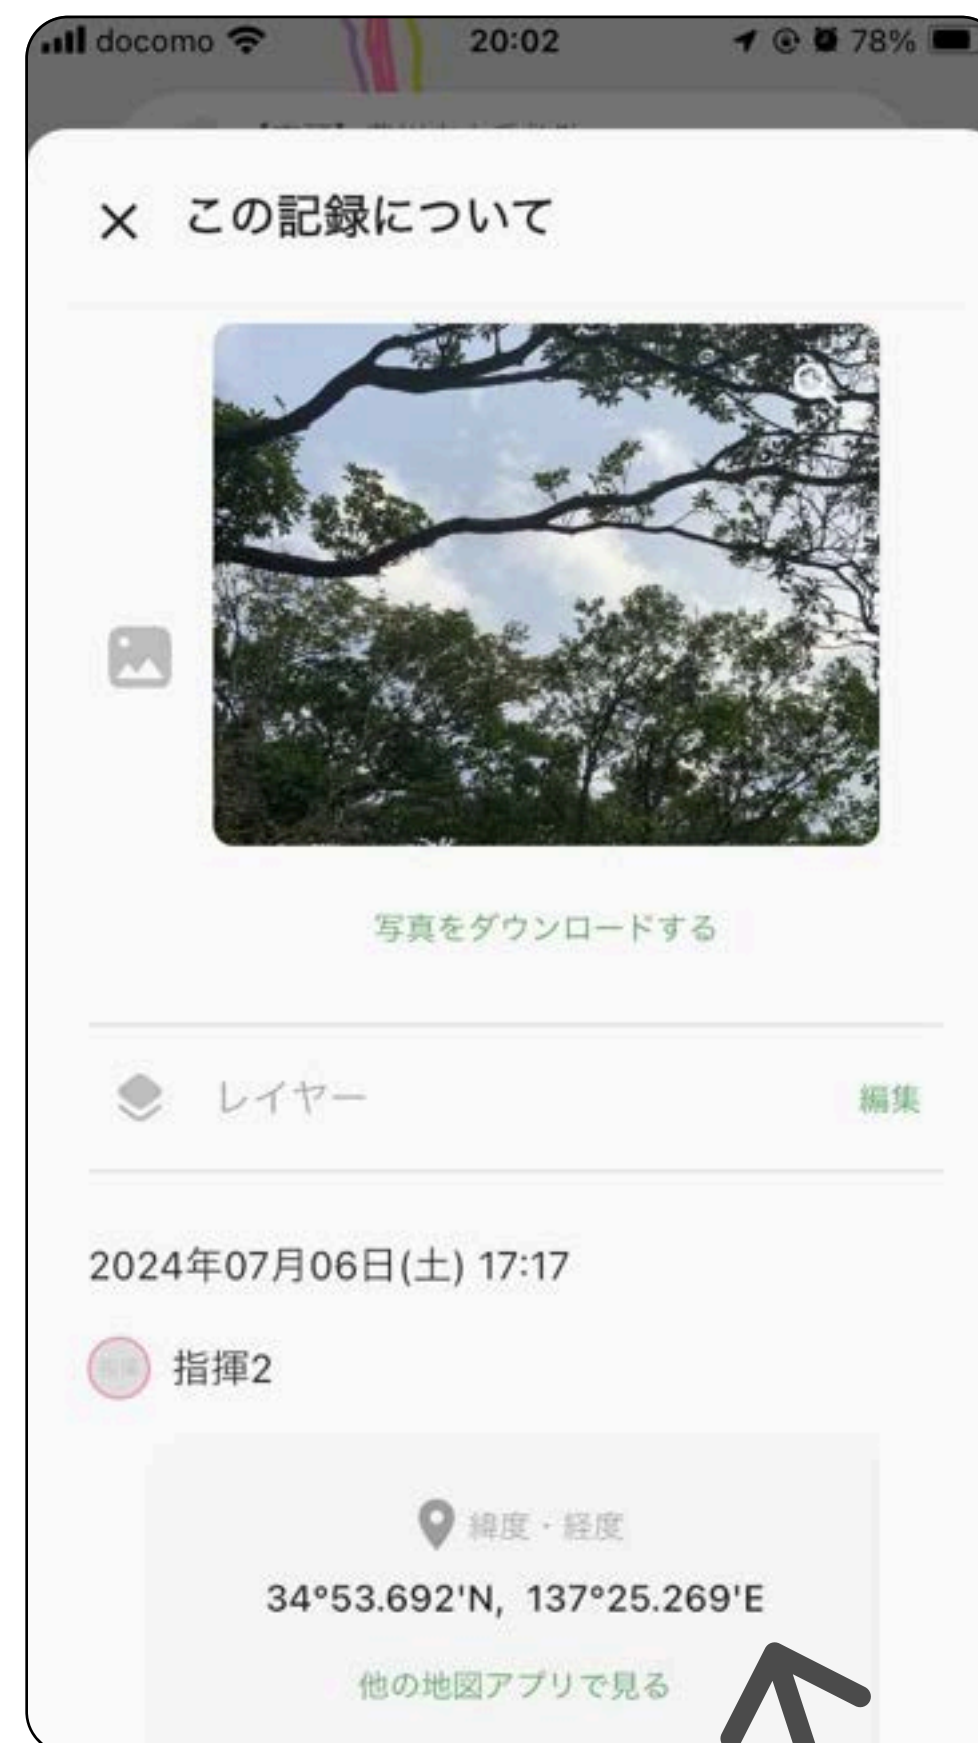 docomo 20:02 78%
この記録について
写真をダウンロードする
レイヤー 編集
2024年07月06日(土) 17:17
指揮2
緯度・経度
34°53.692'N, 137°25.269'E
他の地図アプリで見る